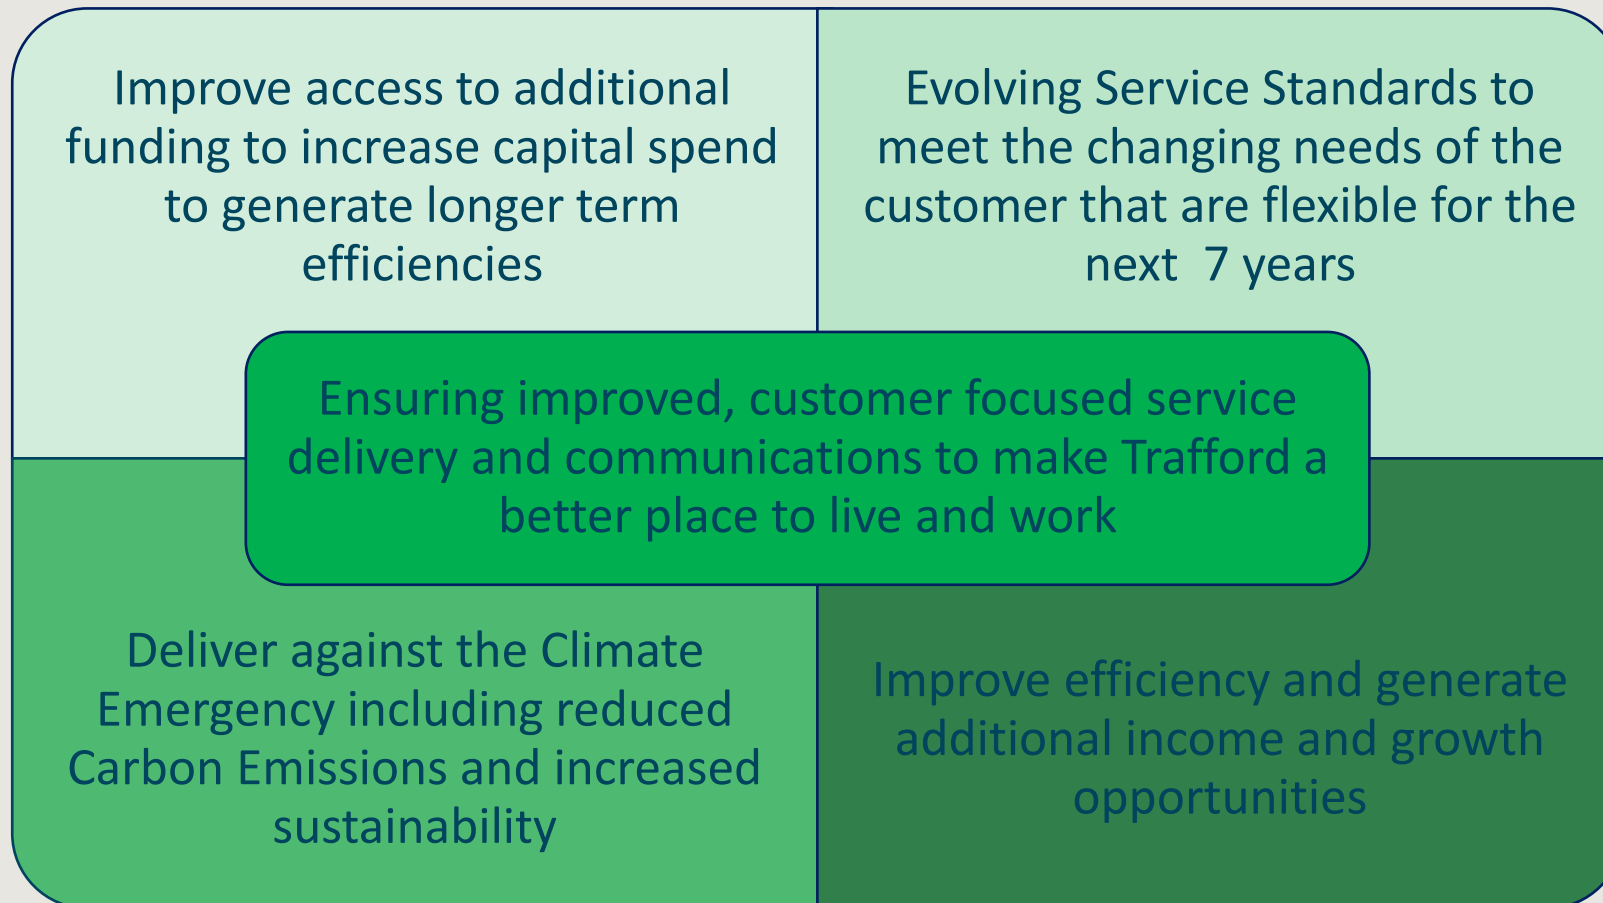 Improve access to additional
funding to increase capital spend
to generate longer term
efficiencies
Evolving Service Standards to
meet the changing needs of the
customer that are flexible for the
next  7 years
Ensuring improved, customer focused service
delivery and communications to make Trafford a
better place to live and work
Deliver against the Climate
Emergency including reduced
Carbon Emissions and increased
sustainability
Improve efficiency and generate
additional income and growth
opportunities